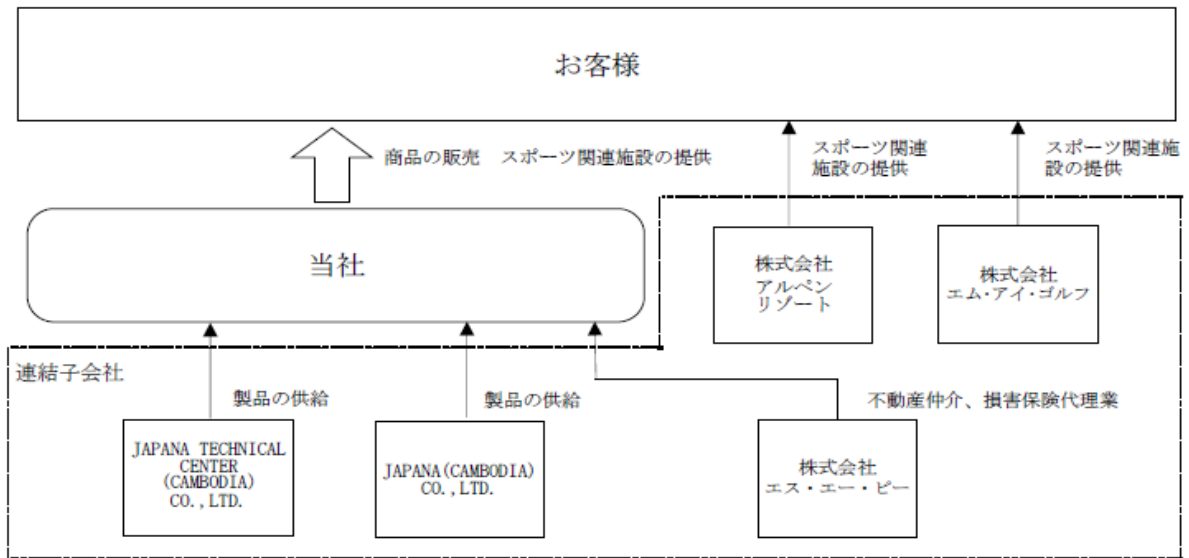 お客様
商品の販売　スポーツ関連施設の提供
スポーツ関連
施設の提供
スポーツ関連施
設の提供
当社
株式会社
アルペン
リゾート
株式会社
エム・アイ・ゴルフ
連結子会社
製品の供給
製品の供給
不動産仲介、損害保険代理業
JAPANA TECHNICAL
CENTER
(CAMBODIA)
CO.,LTD.
JAPANA(CAMBODIA)
CO.,LTD.
株式会社
エス・エー・ピー